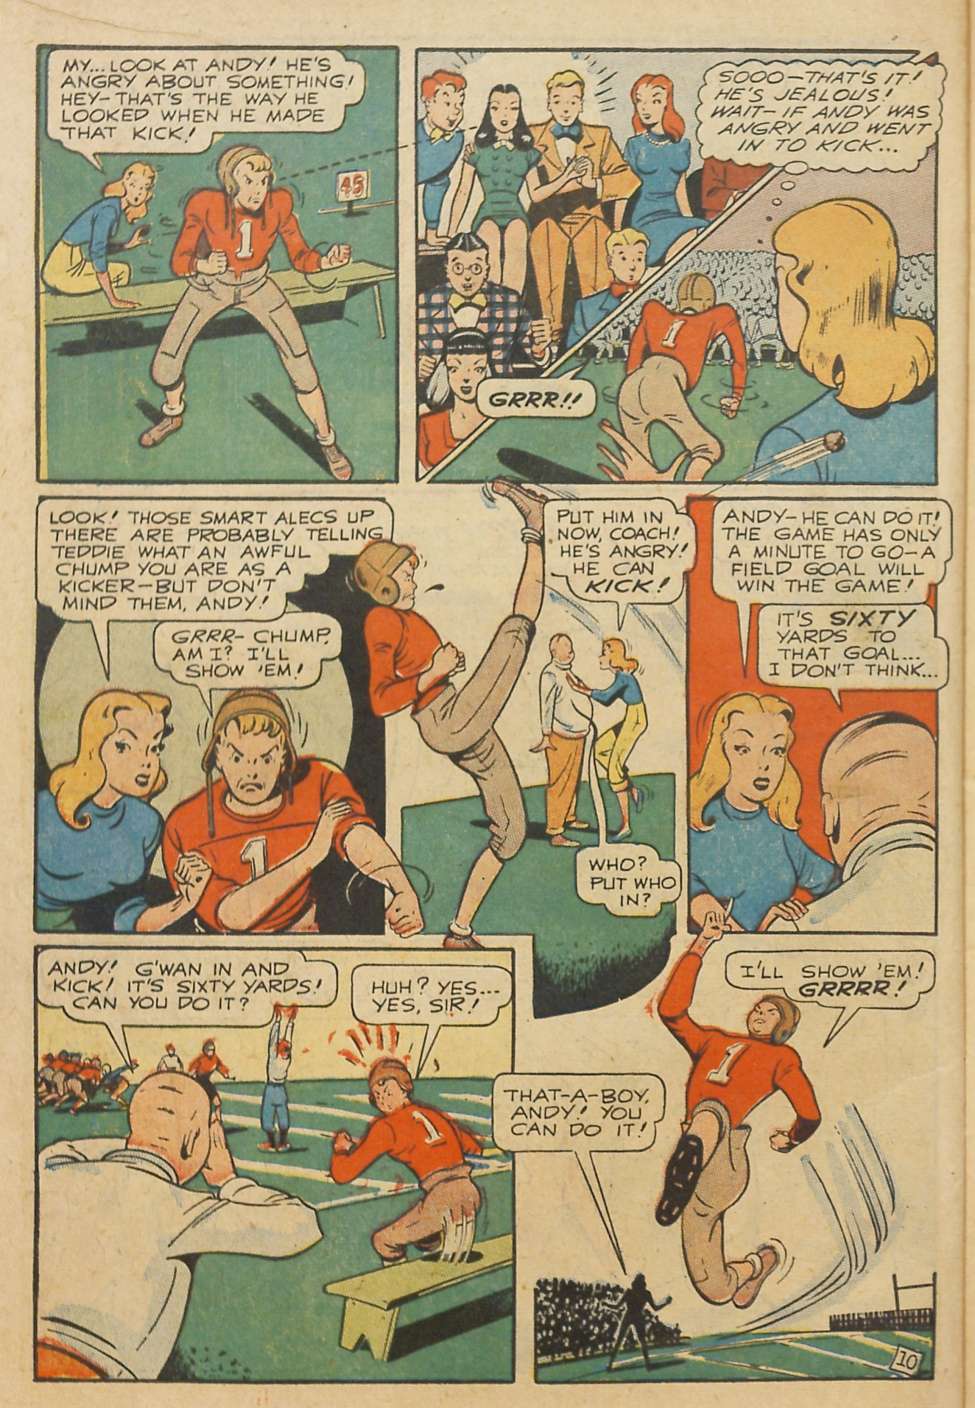 MY...LOOK AT ANDY! HE'S
ANGRY ABOUT SOMETHING!
HEY-THAT'S THE WAY HE
LOOKED WHEN HE MADE
THAT KICK!
1
45
SOOO-THAT'S IT!
HE'S JEALOUS!
WAIT-IF ANDY WAS
ANGRY AND WENT
IN TO KICK...
1
GRRR!!
LOOK! THOSE SMART ALECS UP
THERE ARE PROBABLY TELLING
TEDDIE WHAT AN AWFUL
CHUMP YOU ARE AS A
KICKER-BUT DON'T
MIND THEM, ANDY!
GRRR- CHUMP,
AM I? I'LL
SHOW 'EM!
1
PUT HIM IN
NOW, COACH!
HE'S ANGRY!
HE CAN
KICK!
WHO?
PUT WHO
IN?
ANDY-HE CAN DO IT!
THE GAME HAS ONLY
A MINUTE TO GO-A
FIELD GOAL WILL
WIN THE GAME!
IT'S SIXTY
YARDS TO
THAT GOAL...
I DON'T THINK...
ANDY! G'WAN IN AND
KICK! IT'S SIXTY YARDS!
CAN YOU DO IT?
HUH? YES...
YES, SIR!
1
I'LL SHOW 'EM!
GRRRR!
1
THAT-A-BOY,
ANDY! YOU
CAN DO IT!
10